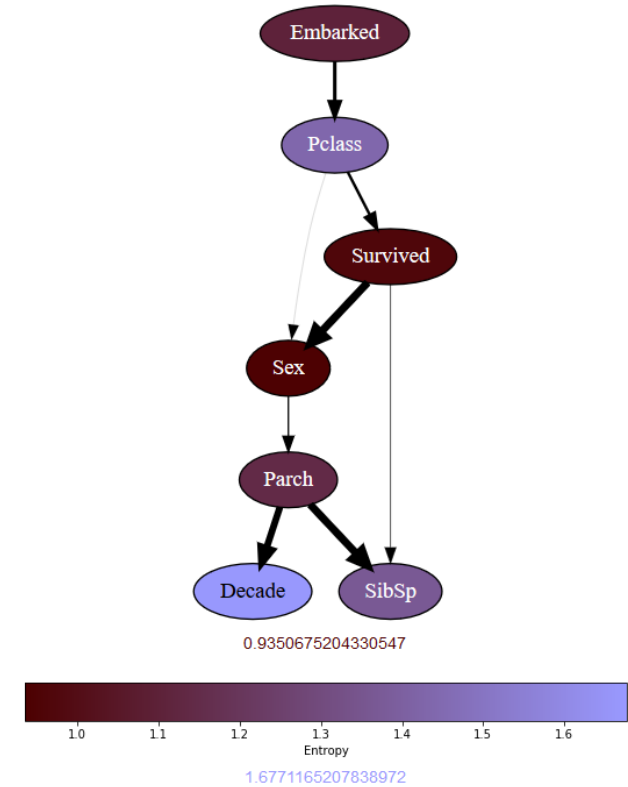 Embarked
Pclass
Survived
Sex
Parch
Decade SibSp
0.9350675204330547
1.0 1.1 1.2 1.3 1.4 1.5 1.6
Entropy
1.6771165207838972